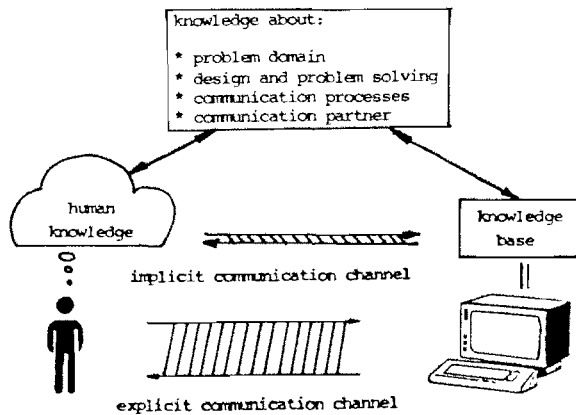 knowledge about:
* problem domain
* design and problem solving
* communication processes
* communication partner
human
knowledge
knowledge
base
implicit communication channel
explicit communication channel